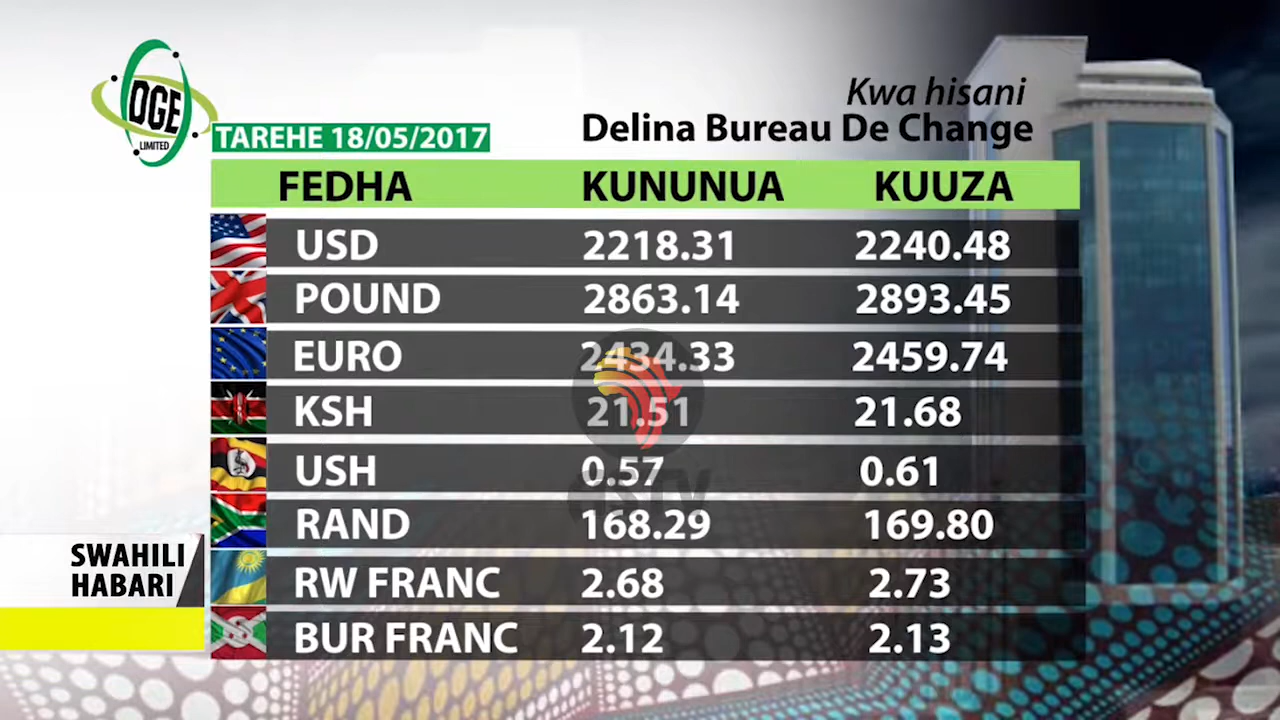 DGE
LIMITED
TAREHE 18/05/2017
Kwa hisani
Delina Bureau De Change
FEDHA KUNUNUA KUUZA
USD 2218.31 2240.48
POUND 2863.14 2893.45
EURO 2434.33 2459.74
KSH 21.51 21.68
USH 0.57 0.61
RAND 168.29 169.80
RW FRANC 2.68 2.73
BUR FRANC 2.12 2.13
SWAHILI
HABARI